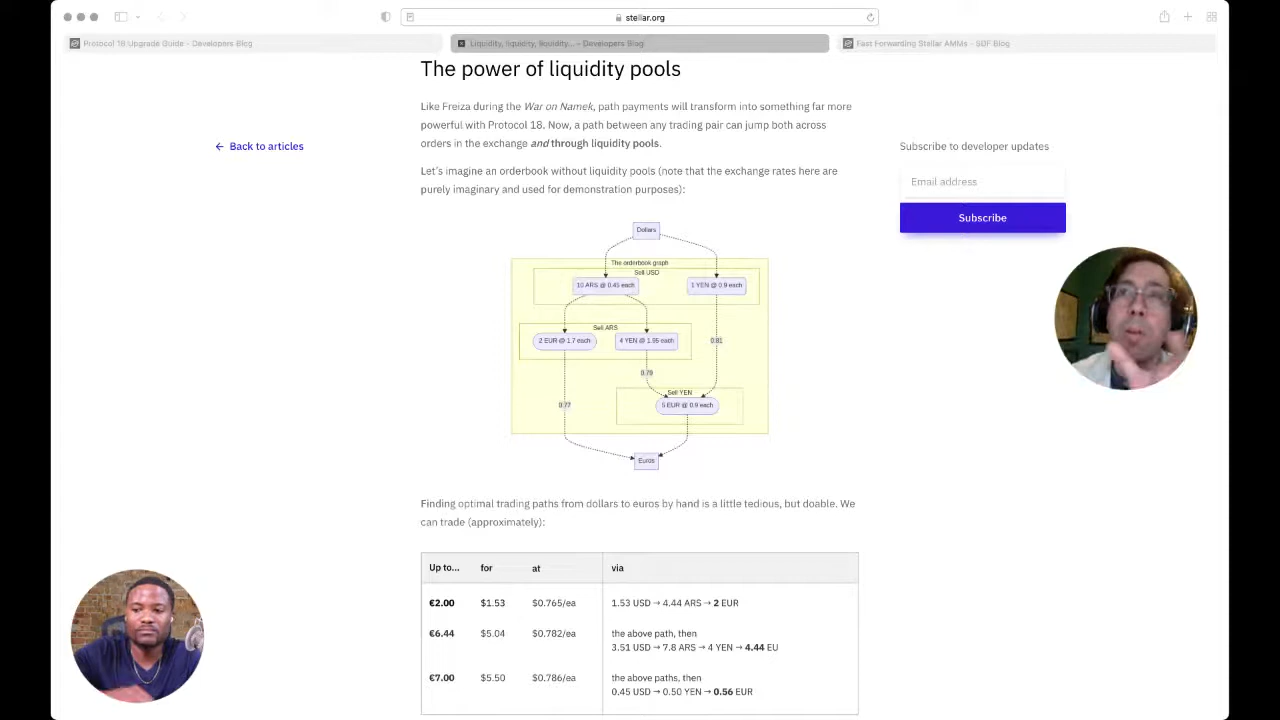 stellar.org
Protocol 18 Upgrade Guide - Developers Blog
Liquidity, liquidity, liquidity... – Developers Blog
Fast Forwarding Stellar AMMs - SDF Blog
The power of liquidity pools
Like Freiza during the War on Namek, path payments will transform into something far more
powerful with Protocol 18. Now, a path between any trading pair can jump both across
orders in the exchange and through liquidity pools.
← Back to articles
Subscribe to developer updates
Email address
Subscribe
Let's imagine an orderbook without liquidity pools (note that the exchange rates here are
purely imaginary and used for demonstration purposes):
Dollars
The orderbook graph
Sell USD
10 ARS @ 0.45 each
1 YEN @ 0.9 each
Sell ARS
2 EUR @ 1.7 each
4 YEN @ 1.95 each
0.81
0.79
Sell YEN
0.77
5 EUR @ 0.9 each
Euros
Finding optimal trading paths from dollars to euros by hand is a little tedious, but doable. We
can trade (approximately):
Up to... for at via
€2.00 $1.53 $0.765/ea 1.53 USD → 4.44 ARS → 2 EUR
€6.44 $5.04 $0.782/ea the above path, then
3.51 USD → 7.8 ARS → 4 YEN → 4.44 EU
€7.00 $5.50 $0.786/ea the above paths, then
0.45 USD → 0.50 YEN → 0.56 EUR